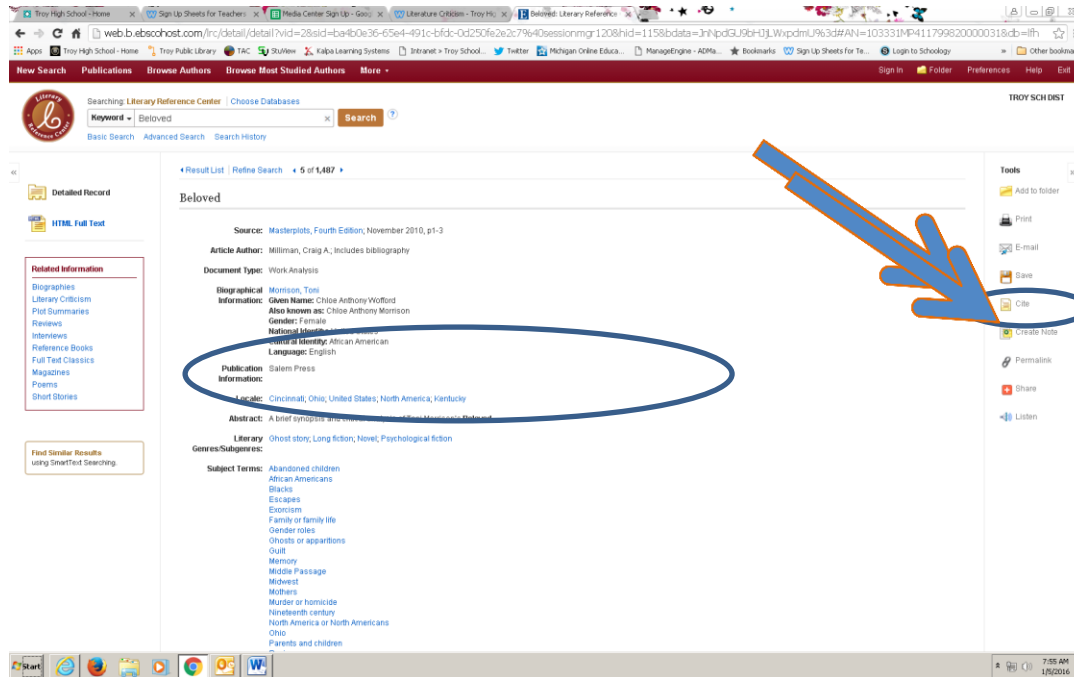 Troy High School - Home Sign Up Sheets for Teachers Media Center Sign Up - Goog Literature Criticism - Troy Hig Beloved: Literary Reference
web.b.ebscohost.com/lrc/detail/detail?vid=2&sid=ba4b0e36-65e4-491c-bfdc-0d250fe2e2c7%40sessionmgr120&hid=115&bdata=JnNpdGU9bHJjLWxpdmU%3d#AN=103331MP41179982000031&db=lfh
Apps Troy High School - Home Troy Public Library TAC StuView Kalpa Learning Systems Intranet > Troy School... Twitter Michigan Online Educa... ManageEngine - ADMa... Bookmarks Sign Up Sheets for Te... Login to Schoology » Other bookma
New Search Publications Browse Authors Browse Most Studied Authors More Sign In Folder Preferences Help Exit
Searching: Literary Reference Center Choose Databases TROY SCH DIST
Keyword Beloved × Search ?
Basic Search Advanced Search Search History
Literary Reference Center
Result List Refine Search 5 of 1,487
Beloved
Detailed Record
HTML Full Text
Related Information
Biographies
Literary Criticism
Plot Summaries
Reviews
Interviews
Reference Books
Full Text Classics
Magazines
Poems
Short Stories
Find Similar Results
using SmartText Searching.
Source: Masterplots, Fourth Edition; November 2010, p1-3
Article Author: Milliman, Craig A.; Includes bibliography
Document Type: Work Analysis
Biographical Morrison, Toni
Information: Given Name: Chloe Anthony Wofford
Also known as: Chloe Anthony Morrison
Gender: Female
National Identity: United States
Cultural Identity: African American
Language: English
Publication Salem Press
Information:
Locale: Cincinnati; Ohio; United States; North America; Kentucky
Abstract: A brief synopsis and Beloved
Literary Ghost story; Long fiction; Novel; Psychological fiction
Genres/Subgenres:
Subject Terms: Abandoned children
African Americans
Blacks
Escapes
Exorcism
Family or family life
Gender roles
Ghosts or apparitions
Guilt
Memory
Middle Passage
Midwest
Mothers
Murder or homicide
Nineteenth century
North America or North Americans
Ohio
Parents and children
Tools
Add to folder
Print
E-mail
Save
Cite
Create Note
Permalink
Share
Listen
Start
7:55 AM
1/5/2016